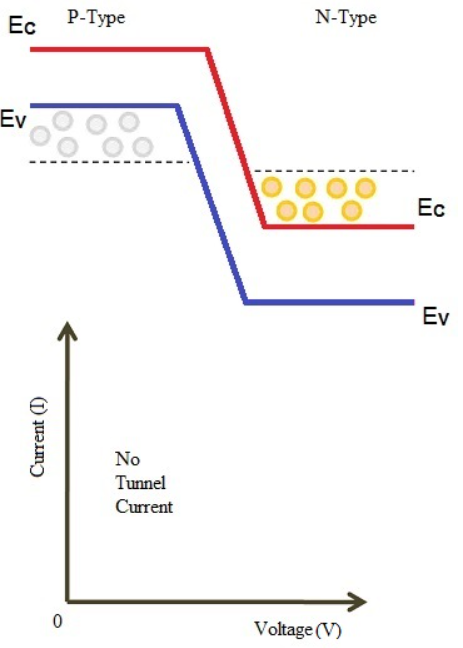 P-Type
N-Type
Ec
Ev
Ec
Ev
Current (I)
No
Tunnel
Current
0
Voltage (V)